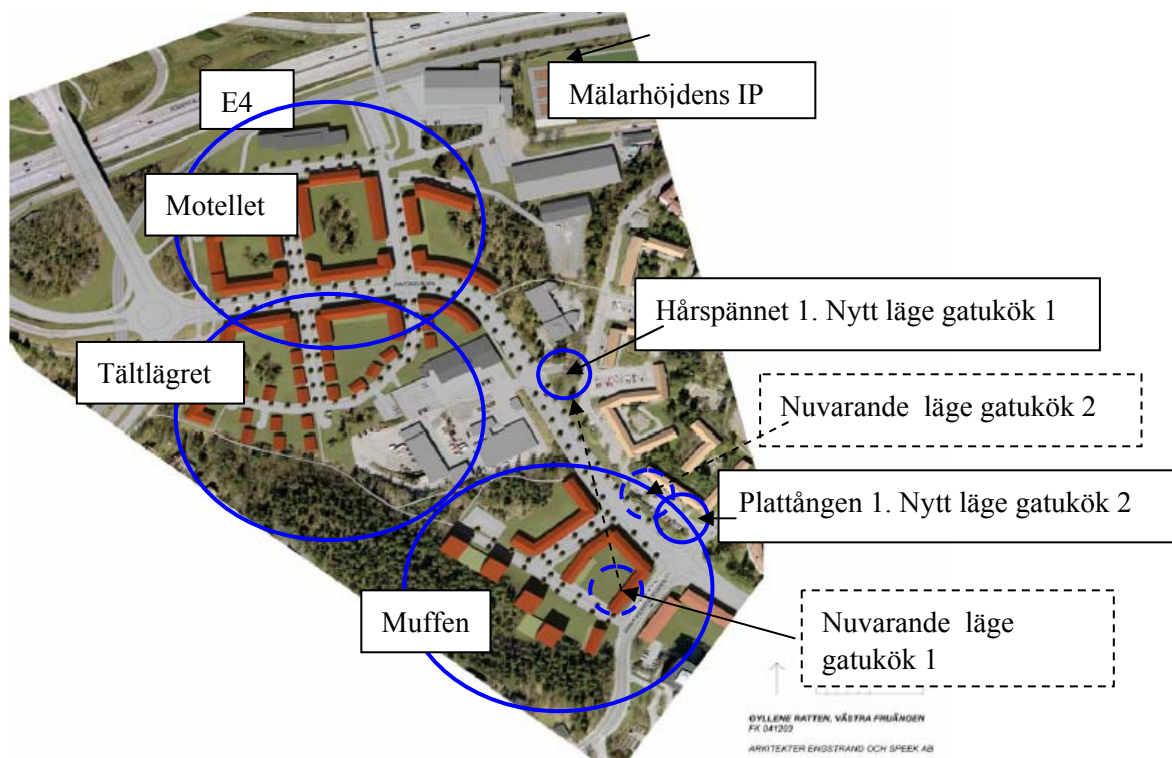 E4
Mälarhöjdens IP
Motellet
Hårspännet 1. Nytt läge gatukök 1
Tältlägret
Nuvarande läge gatukök 2
Plattången 1. Nytt läge gatukök 2
Muffen
Nuvarande läge
gatukök 1
GYLLENE RATTEN, VÄSTRA FRUÄNGEN
FK 041203
ARKITEKTER ENGSTRAND OCH SPEEK AB